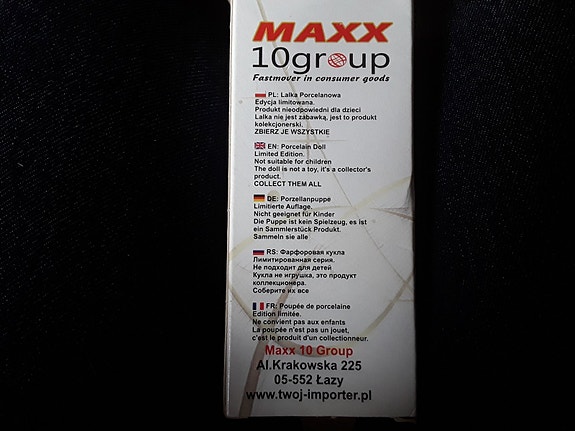 MAXX
10group
Fastmover in consumer goods
PL: Lalka Porcelanowa
Edycja limitowana.
Produkt nieodpowiedni dla dzieci
Lalka nie jest zabawką, jest to produkt
kolekcjonerski.
ZBIERZ JE WSZYSTKIE
EN: Porcelain Doll
Limited Edition.
Not suitable for children
The doll is not a toy, it's a collector's
product.
COLLECT THEM ALL
DE: Porzellanpuppe
Limitierte Auflage.
Nicht geeignet für Kinder
Die Puppe ist kein Spielzeug, es ist
ein Sammlerstück Produkt.
Sammeln sie alle
RS: Фарфоровая кукла
Лимитированная серия.
Не подходит для детей
Кукла не игрушка, это продукт
коллекционера.
Соберите их все
FR: Poupée de porcelaine
Edition limitée.
Ne convient pas aux enfants
La poupée n'est pas un jouet,
c'est le produit d'un collectionneur.
Maxx 10 Group
Al.Krakowska 225
05-552 Łazy
www.twoj-importer.pl